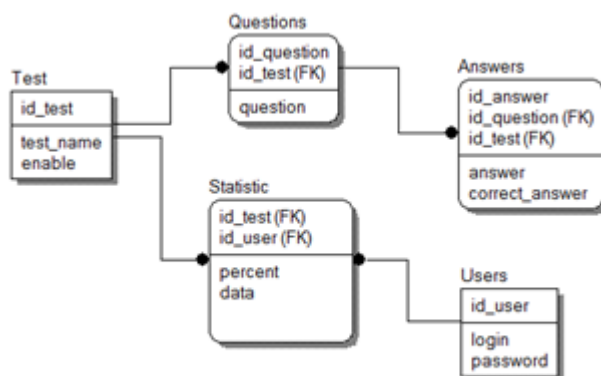 Questions
id_question
id_test (FK)
question
Test
id_test
test_name
enable
Answers
id_answer
id_question (FK)
id_test (FK)
answer
correct_answer
Statistic
id_test (FK)
id_user (FK)
percent
data
Users
id_user
login
password